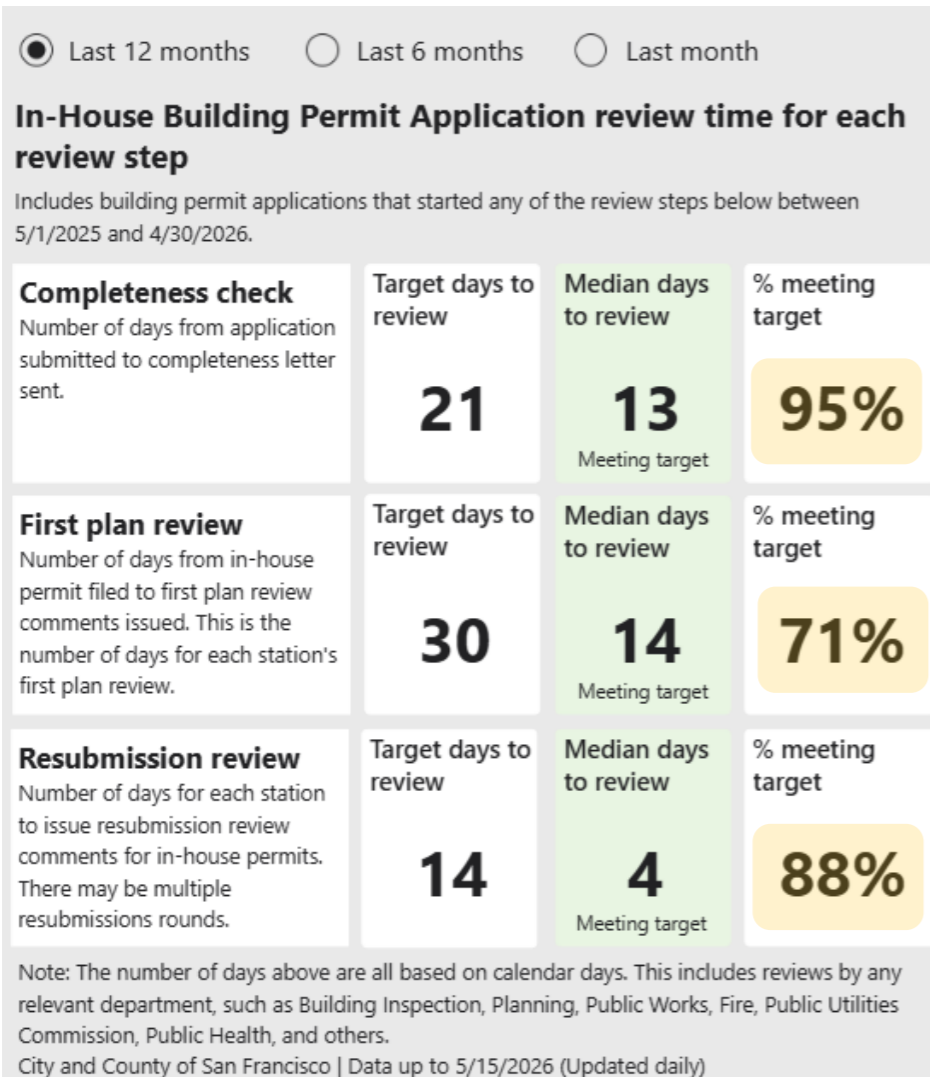 Last 12 months Last 6 months Last month
In-House Building Permit Application review time for each
review step
Includes building permit applications that started any of the review steps below between
5/1/2025 and 4/30/2026.
Completeness check
Number of days from application
submitted to completeness letter
sent.
Target days to
review
21
Median days
to review
13
Meeting target
% meeting
target
95%
First plan review
Number of days from in-house
permit filed to first plan review
comments issued. This is the
number of days for each station's
first plan review.
Target days to
review
30
Median days
to review
14
Meeting target
% meeting
target
71%
Resubmission review
Number of days for each station
to issue resubmission review
comments for in-house permits.
There may be multiple
resubmissions rounds.
Target days to
review
14
Median days
to review
4
Meeting target
% meeting
target
88%
Note: The number of days above are all based on calendar days. This includes reviews by any
relevant department, such as Building Inspection, Planning, Public Works, Fire, Public Utilities
Commission, Public Health, and others.
City and County of San Francisco | Data up to 5/15/2026 (Updated daily)